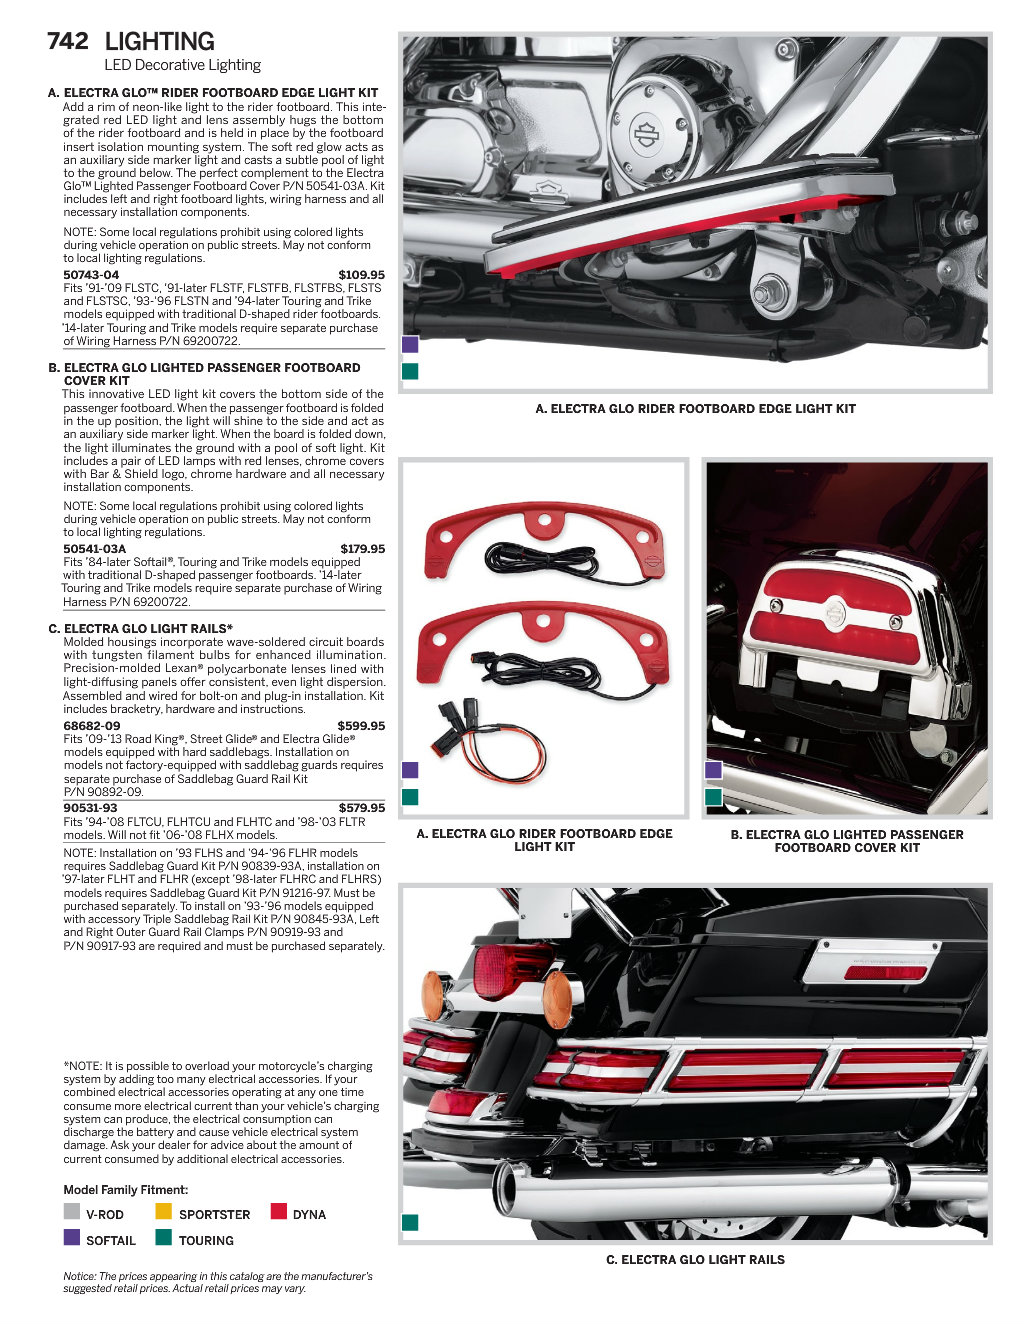 742 LIGHTING
LED Decorative Lighting
A. ELECTRA GLO™ RIDER FOOTBOARD EDGE LIGHT KIT
Add a rim of neon-like light to the rider footboard. This inte-
grated red LED light and lens assembly hugs the bottom
of the rider footboard and is held in place by the footboard
insert isolation mounting system. The soft red glow acts as
an auxiliary side marker light and casts a subtle pool of light
to the ground below. The perfect complement to the Electra
Glo™ Lighted Passenger Footboard Cover P/N 50541-03A. Kit
includes left and right footboard lights, wiring harness and all
necessary installation components.
NOTE: Some local regulations prohibit using colored lights
during vehicle operation on public streets. May not conform
to local lighting regulations.
50743-04 $109.95
Fits ’91-’09 FLSTC, ‘91-later FLSTF, FLSTFB, FLSTFBS, FLSTS
and FLSTSC, ‘93-‘96 FLSTN and ’94-later Touring and Trike
models equipped with traditional D-shaped rider footboards.
’14-later Touring and Trike models require separate purchase
of Wiring Harness P/N 69200722.
B. ELECTRA GLO LIGHTED PASSENGER FOOTBOARD
COVER KIT
This innovative LED light kit covers the bottom side of the
passenger footboard. When the passenger footboard is folded
in the up position, the light will shine to the side and act as
an auxiliary side marker light. When the board is folded down,
the light illuminates the ground with a pool of soft light. Kit
includes a pair of LED lamps with red lenses, chrome covers
with Bar & Shield logo, chrome hardware and all necessary
installation components.
NOTE: Some local regulations prohibit using colored lights
during vehicle operation on public streets. May not conform
to local lighting regulations.
50541-03A $179.95
Fits ’84-later Softail®, Touring and Trike models equipped
with traditional D-shaped passenger footboards. ’14-later
Touring and Trike models require separate purchase of Wiring
Harness P/N 69200722.
C. ELECTRA GLO LIGHT RAILS*
Molded housings incorporate wave-soldered circuit boards
with tungsten filament bulbs for enhanced illumination.
Precision-molded Lexan® polycarbonate lenses lined with
light-diffusing panels offer consistent, even light dispersion.
Assembled and wired for bolt-on and plug-in installation. Kit
includes bracketry, hardware and instructions.
68682-09 $599.95
Fits ’09-’13 Road King®, Street Glide® and Electra Glide®
models equipped with hard saddlebags. Installation on
models not factory-equipped with saddlebag guards requires
separate purchase of Saddlebag Guard Rail Kit
P/N 90892-09.
90531-93 $579.95
Fits ’94-’08 FLTCU, FLHTCU and FLHTC and ’98-’03 FLTR
models. Will not fit ’06-’08 FLHX models.
NOTE: Installation on ’93 FLHS and ’94-’96 FLHR models
requires Saddlebag Guard Kit P/N 90839-93A, installation on
’97-later FLHT and FLHR (except ’98-later FLHRC and FLHRS)
models requires Saddlebag Guard Kit P/N 91216-97. Must be
purchased separately. To install on ’93-’96 models equipped
with accessory Triple Saddlebag Rail Kit P/N 90845-93A, Left
and Right Outer Guard Rail Clamps P/N 90919-93 and
P/N 90917-93 are required and must be purchased separately.
*NOTE: It is possible to overload your motorcycle’s charging
system by adding too many electrical accessories. If your
combined electrical accessories operating at any one time
consume more electrical current than your vehicle’s charging
system can produce, the electrical consumption can
discharge the battery and cause vehicle electrical system
damage. Ask your dealer for advice about the amount of
current consumed by additional electrical accessories.
Model Family Fitment:
V-ROD SPORTSTER DYNA
SOFTAIL TOURING
Notice: The prices appearing in this catalog are the manufacturer’s
suggested retail prices. Actual retail prices may vary.
A. ELECTRA GLO RIDER FOOTBOARD EDGE LIGHT KIT
A. ELECTRA GLO RIDER FOOTBOARD EDGE
LIGHT KIT
B. ELECTRA GLO LIGHTED PASSENGER
FOOTBOARD COVER KIT
C. ELECTRA GLO LIGHT RAILS